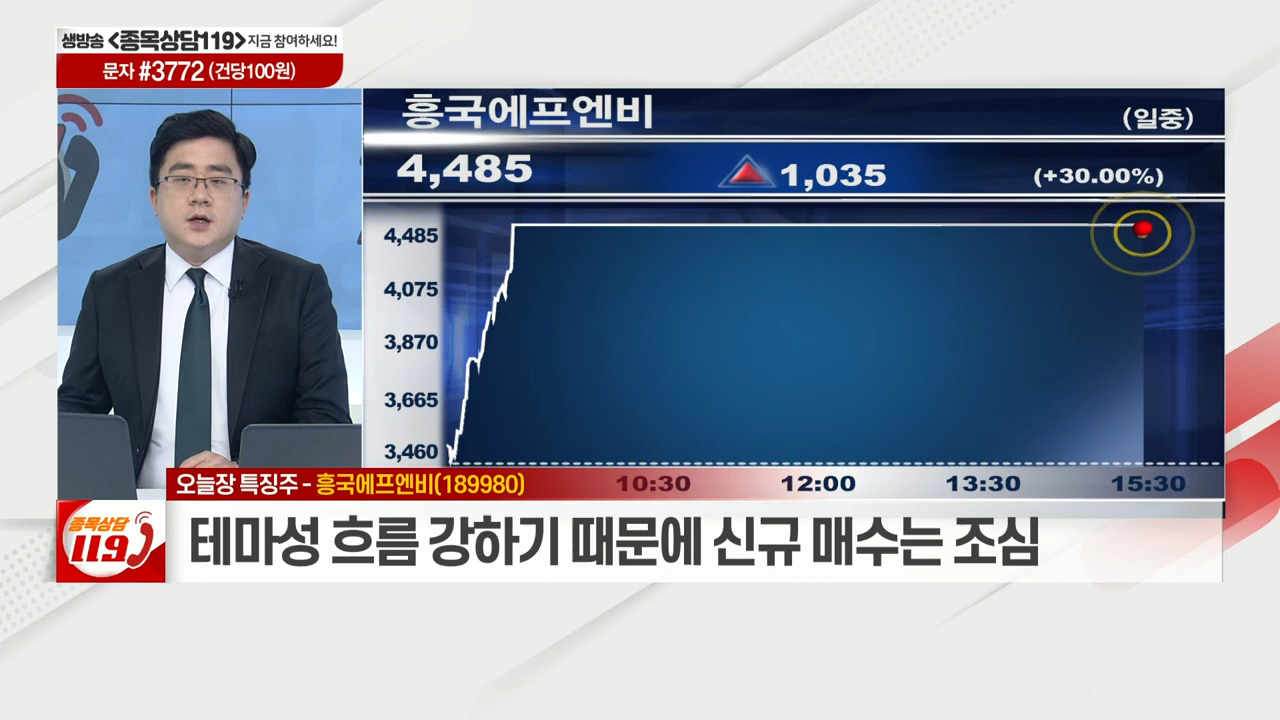 생방송 <종목상담119> 지금 참여하세요!
문자 #3772 (건당100원)
흥국에프엔비
(일중)
4,485 ▲ 1,035 (+30.00%)
4,485
4,075
3,870
3,665
3,460
10:30 12:00 13:30 15:30
오늘장 특징주 - 흥국에프엔비(189980)
종목상담
119
테마성 흐름 강하기 때문에 신규 매수는 조심